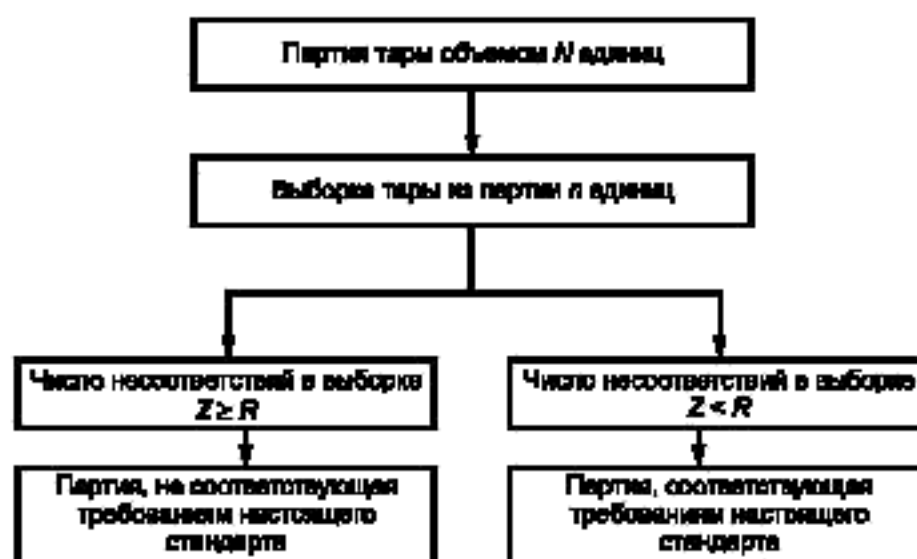 Партия тары объемом N единиц
Выборка тары из партии n единиц
Число несоответствий в выборке
Z ≥ R
Число несоответствий в выборке
Z < R
Партия, не соответствующая
требованиям настоящего
стандарта
Партия, соответствующая
требованиям настоящего
стандарта